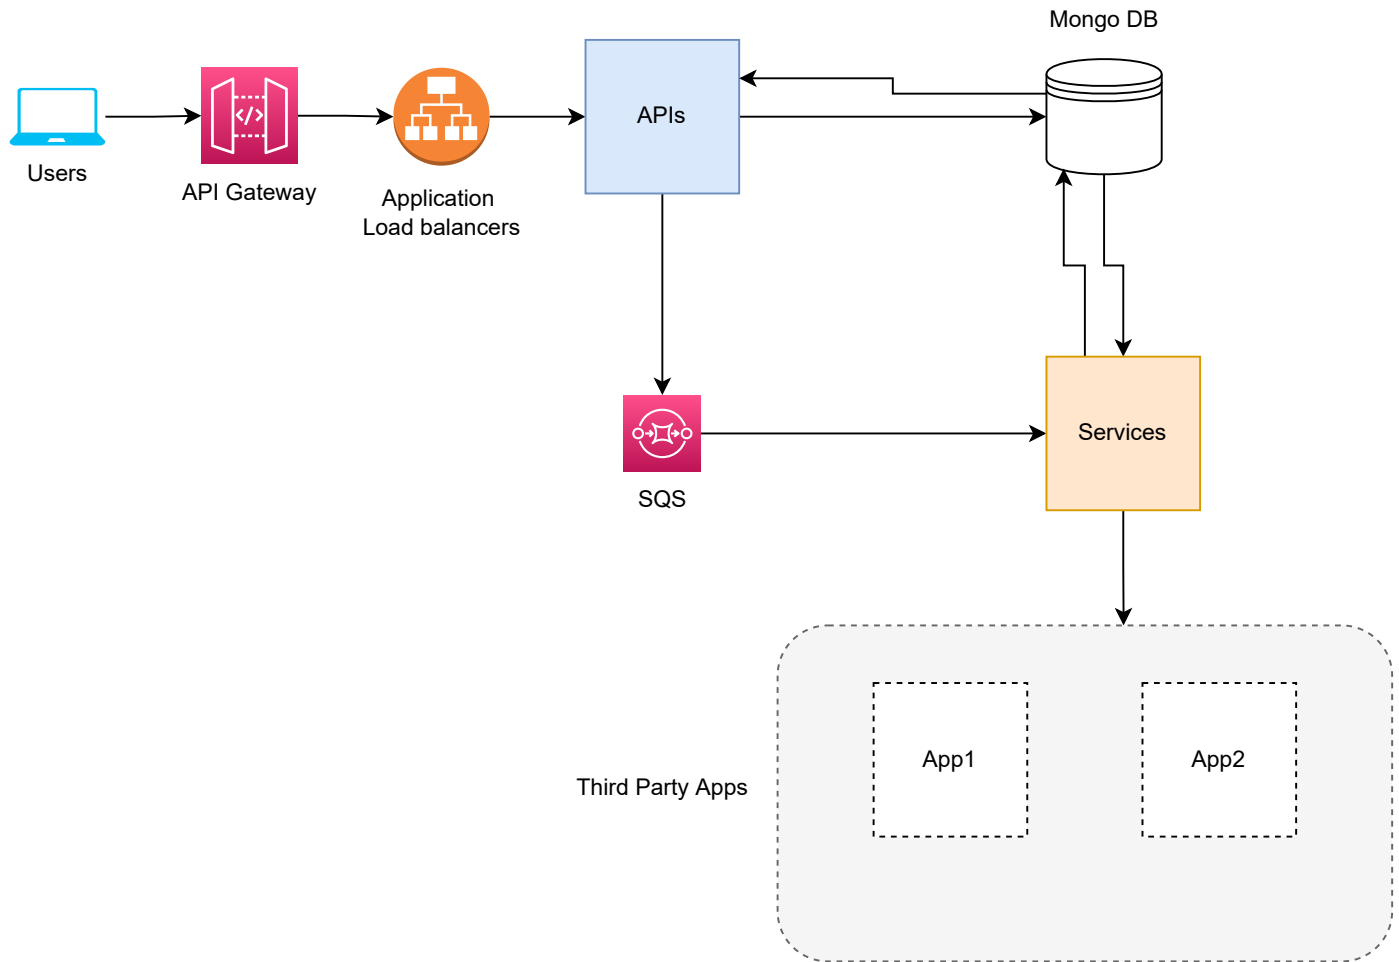 Mongo DB
APIs
Users
API Gateway
Application
Load balancers
Services
SQS
App1
App2
Third Party Apps